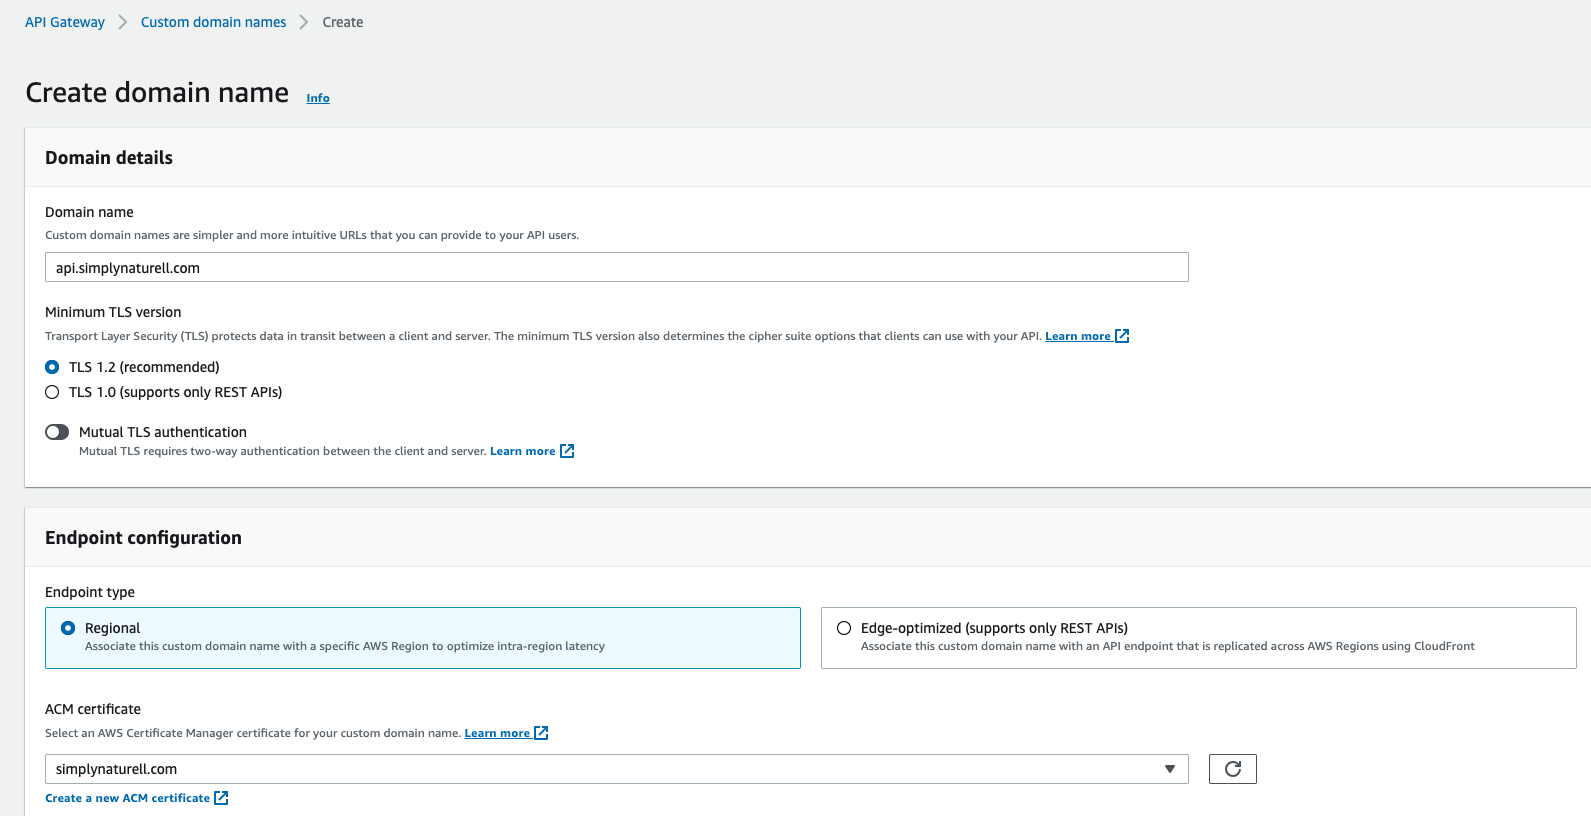 API Gateway > Custom domain names > Create
Create domain name Info
Domain details
Domain name
Custom domain names are simpler and more intuitive URLs that you can provide to your API users.
api.simplynaturell.com
Minimum TLS version
Transport Layer Security (TLS) protects data in transit between a client and server. The minimum TLS version also determines the cipher suite options that clients can use with your API. Learn more
TLS 1.2 (recommended)
TLS 1.0 (supports only REST APIs)
Mutual TLS authentication
Mutual TLS requires two-way authentication between the client and server. Learn more
Endpoint configuration
Endpoint type
Regional
Associate this custom domain name with a specific AWS Region to optimize intra-region latency
Edge-optimized (supports only REST APIs)
Associate this custom domain name with an API endpoint that is replicated across AWS Regions using CloudFront
ACM certificate
Select an AWS Certificate Manager certificate for your custom domain name. Learn more
simplynaturell.com
Create a new ACM certificate